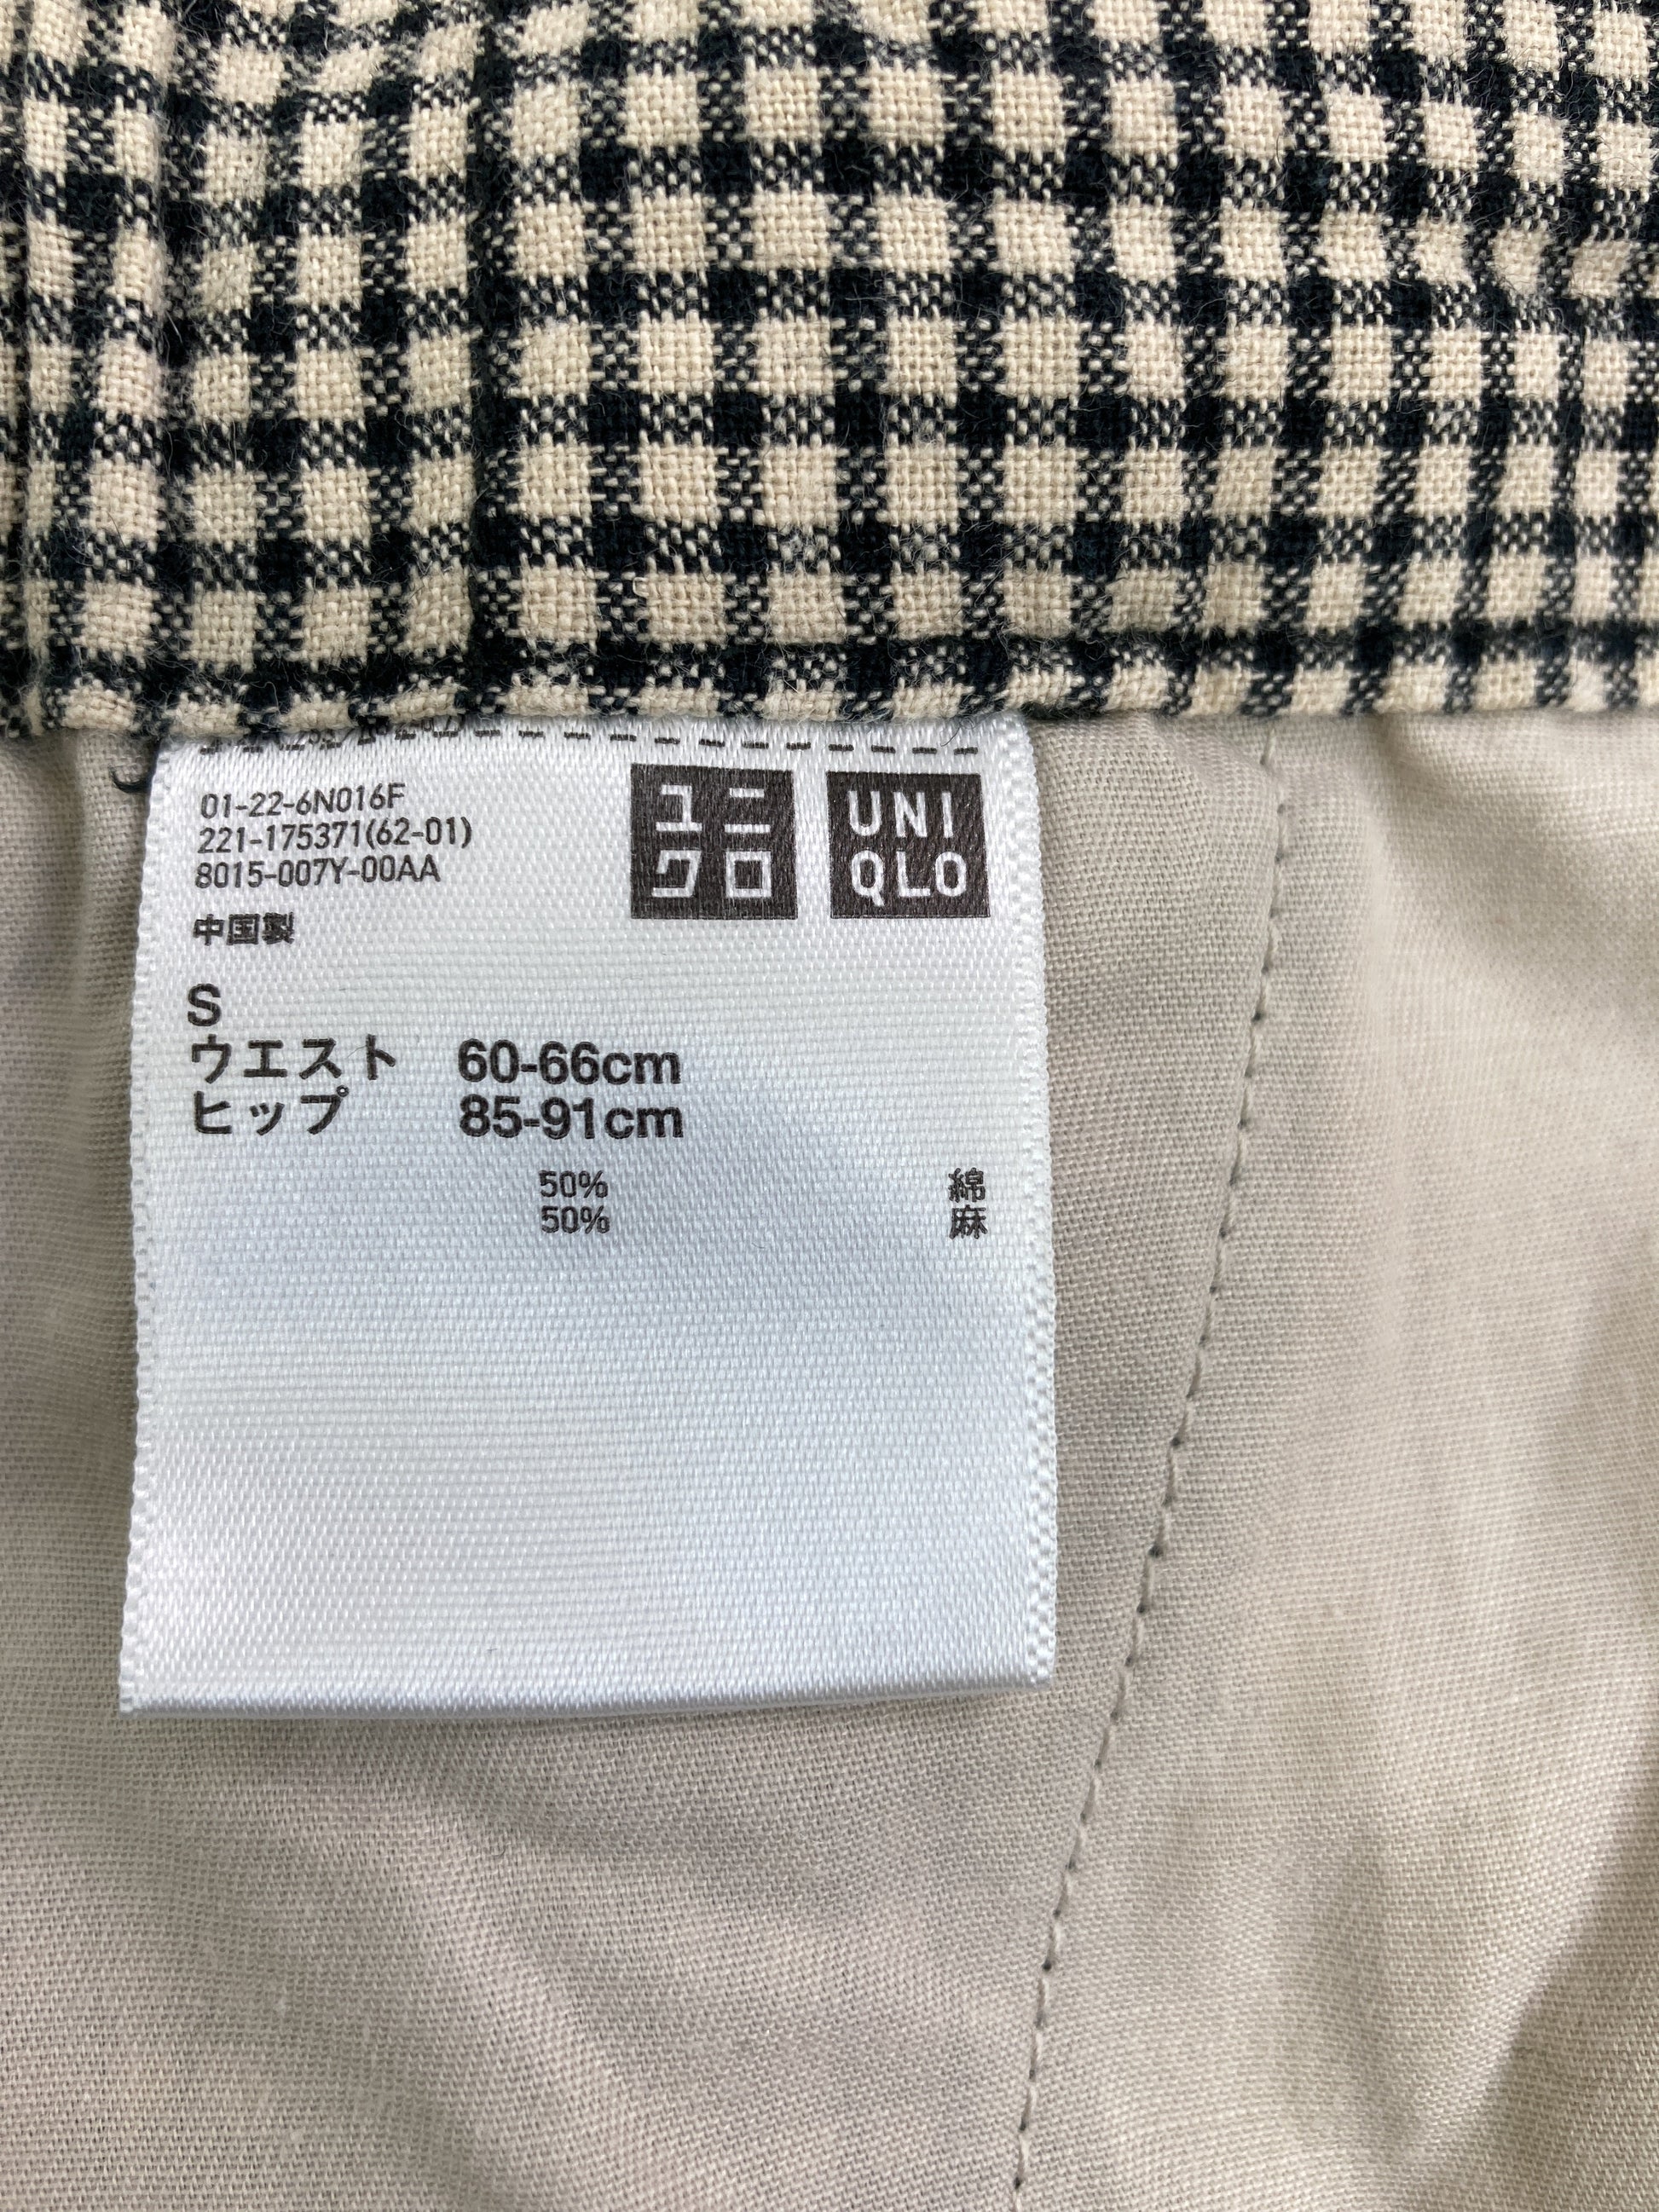 01-22-6N016F
221-175371(62-01)
8015-007Y-00AA
中国製
ユニ
クロ
UNI
QLO
S
ウエスト 60-66cm
ヒップ 85-91cm
50% 綿
50% 麻